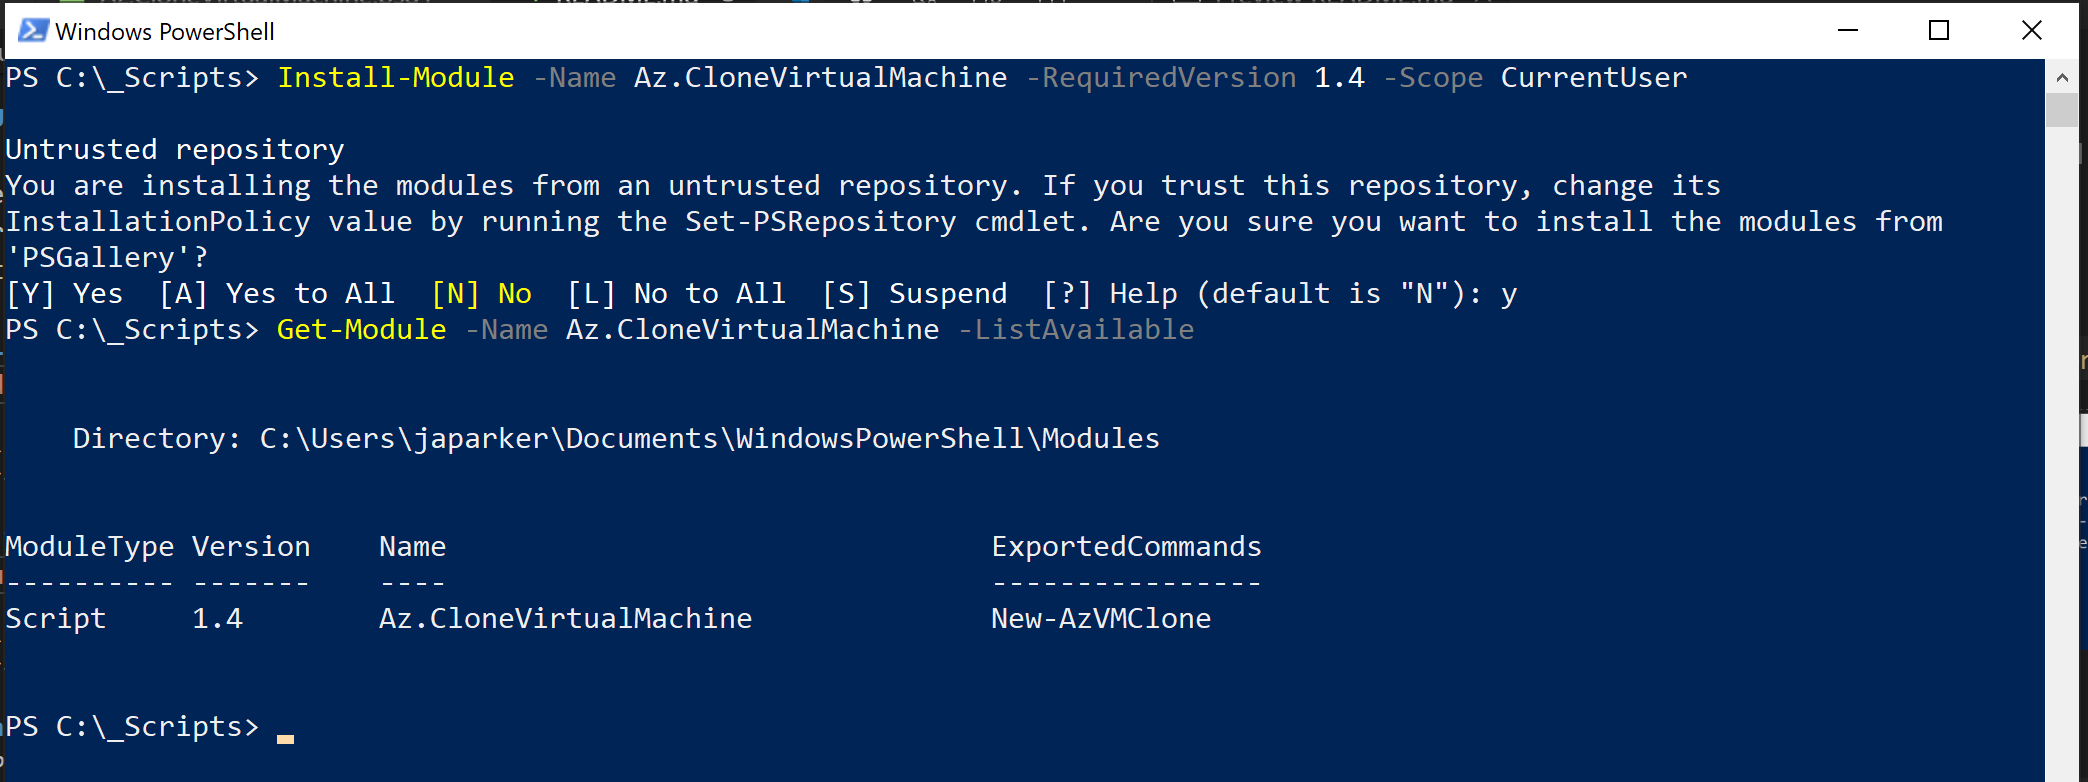 Windows PowerShell
PS C:\_Scripts> Install-Module -Name Az.CloneVirtualMachine -RequiredVersion 1.4 -Scope CurrentUser
Untrusted repository
You are installing the modules from an untrusted repository. If you trust this repository, change its
InstallationPolicy value by running the Set-PSRepository cmdlet. Are you sure you want to install the modules from
'PSGallery'?
[Y] Yes  [A] Yes to All  [N] No  [L] No to All  [S] Suspend  [?] Help (default is "N"): y
PS C:\_Scripts> Get-Module -Name Az.CloneVirtualMachine -ListAvailable
    Directory: C:\Users\japarker\Documents\WindowsPowerShell\Modules
ModuleType Version    Name                                ExportedCommands
---------- -------    ----                                ----------------
Script     1.4        Az.CloneVirtualMachine              New-AzVMClone
PS C:\_Scripts>